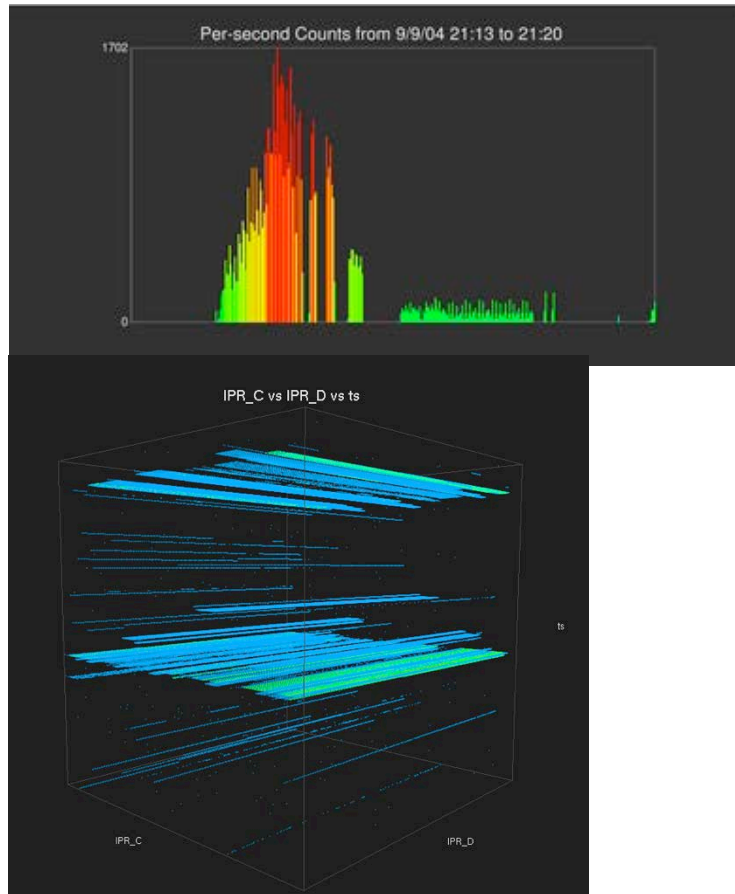 Per-second Counts from 9/9/04 21:13 to 21:20
1702
0
IPR_C vs IPR_D vs ts
ts
IPR_C
IPR_D